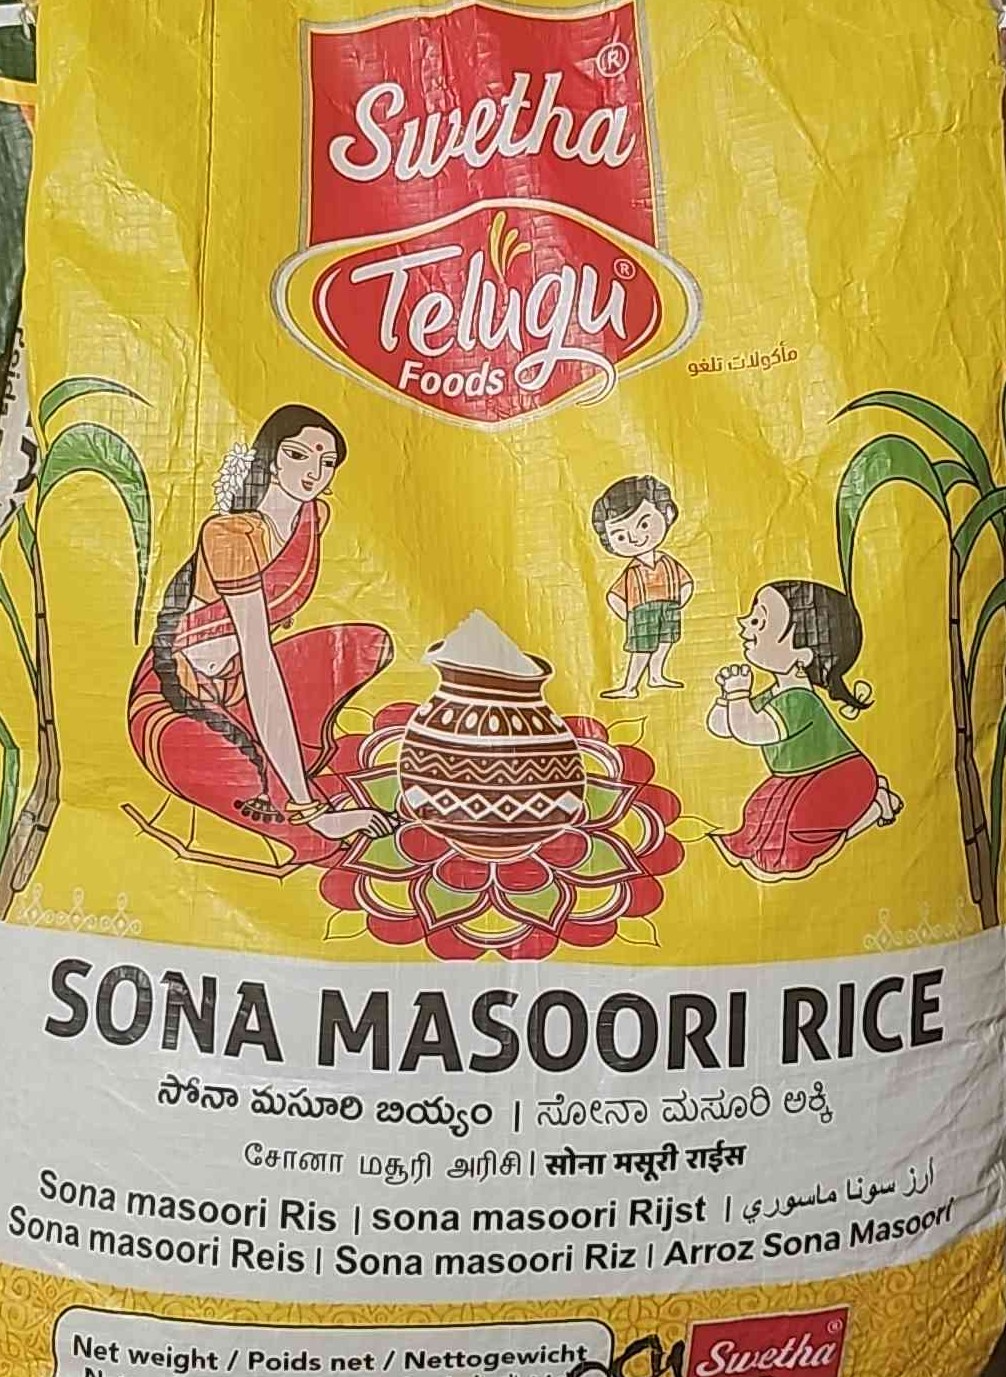 Swetha®
Telugu®
Foods
مأكولات تلغو
SONA MASOORI RICE
సోనా మసూరి బియ్యం | ಸೋನಾ ಮಸೂರಿ ಅಕ್ಕಿ
சோனா மசூரி அரிசி | सोना मसूरी राईस
Sona masoori Ris | sona masoori Rijst | أرز سونا ماسوري
Sona masoori Reis | Sona masoori Riz | Arroz Sona Masoori
Net weight / Poids net / Nettogewicht
Swetha®